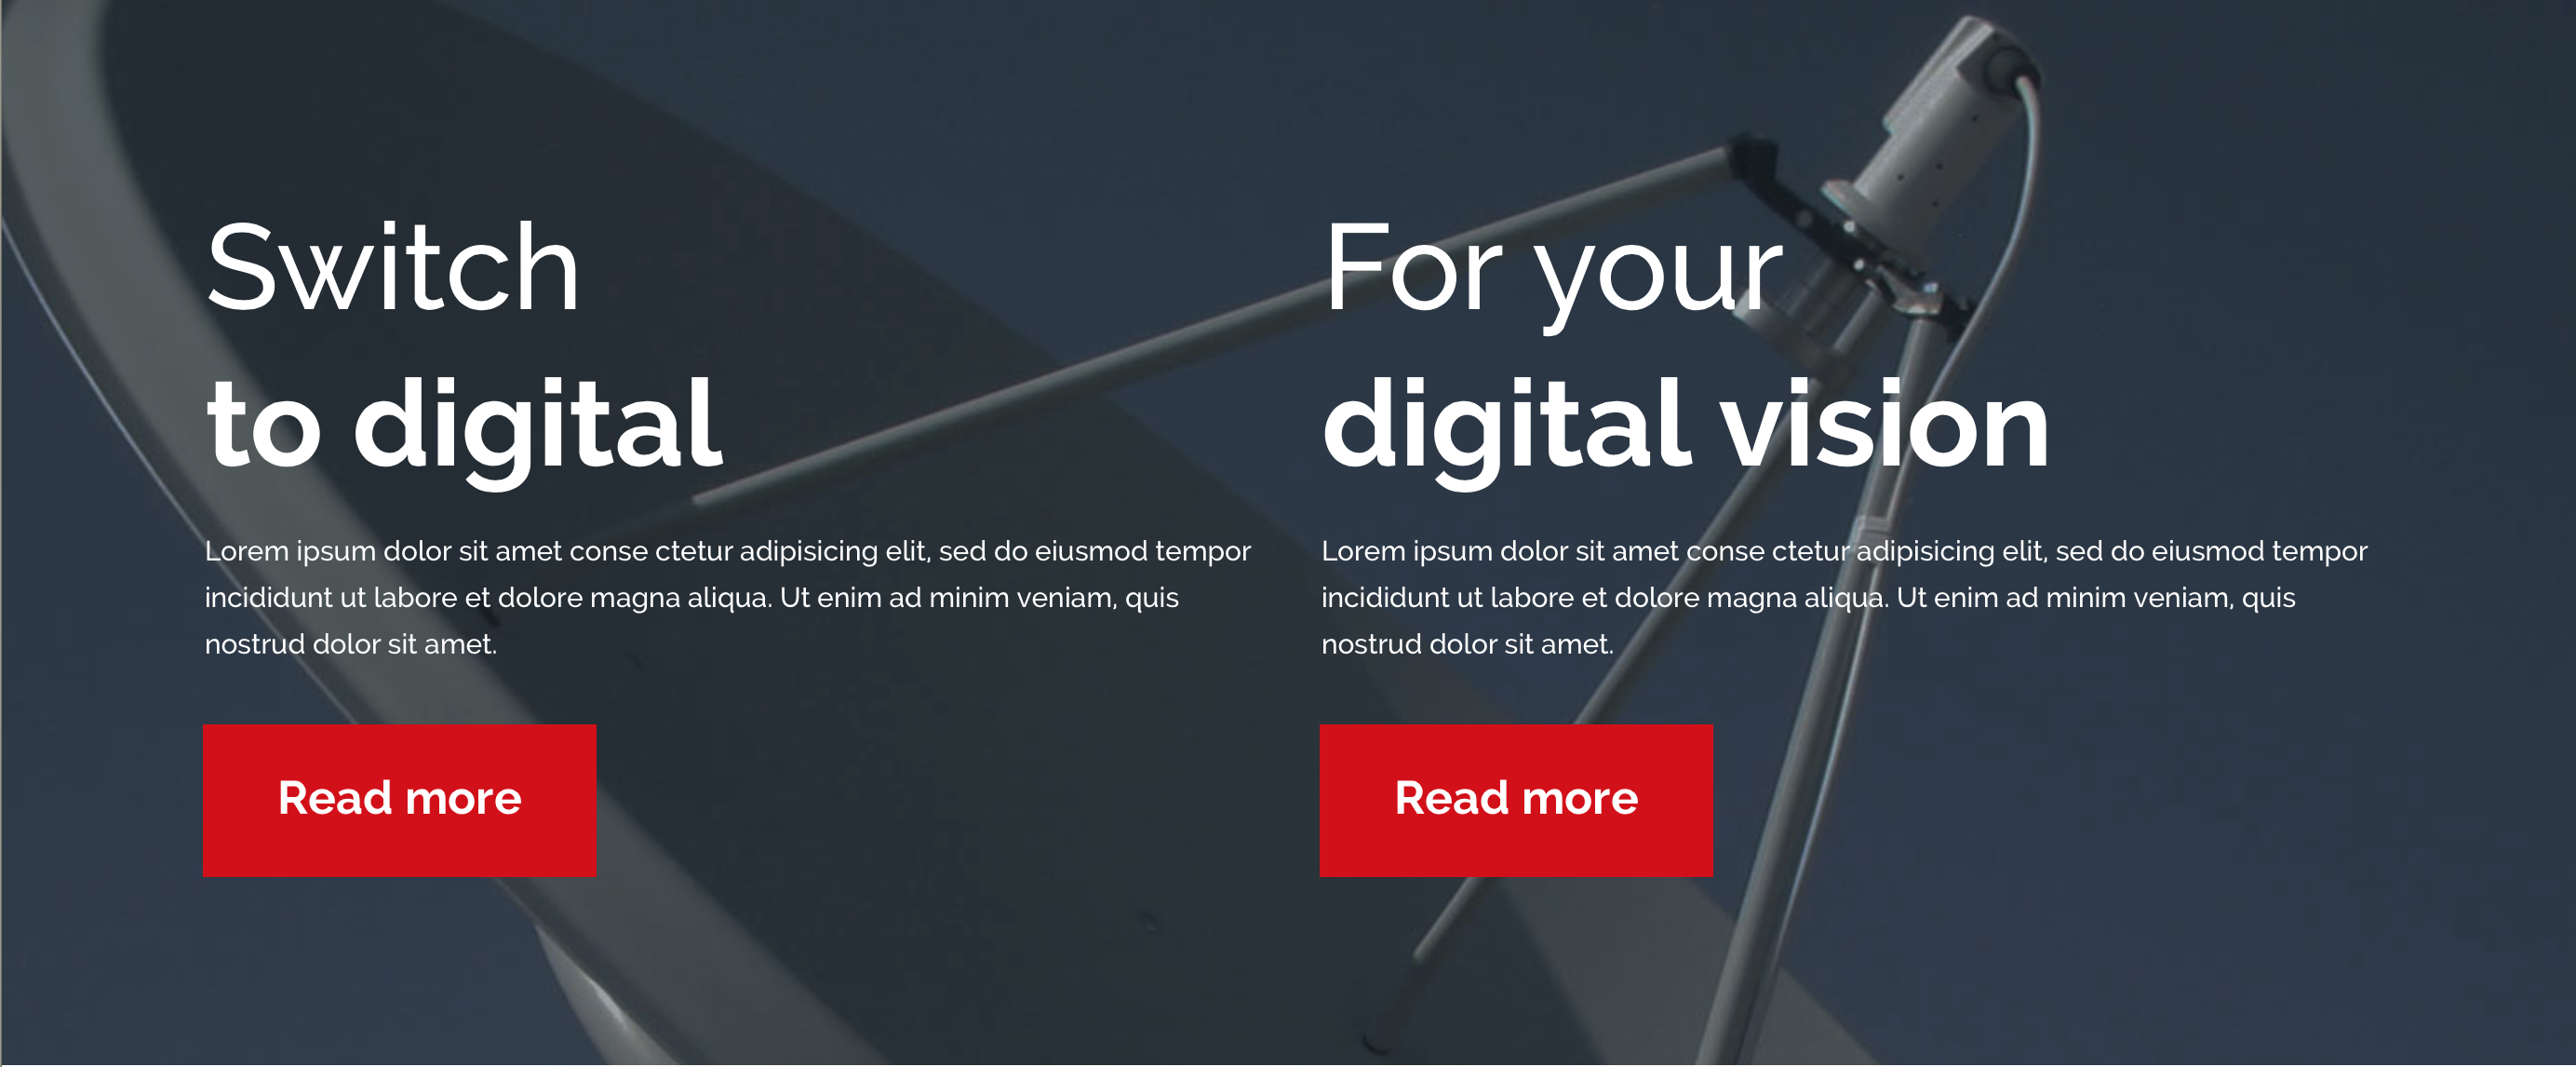 Switch
to digital
Lorem ipsum dolor sit amet conse ctetur adipisicing elit, sed do eiusmod tempor
incididunt ut labore et dolore magna aliqua. Ut enim ad minim veniam, quis
nostrud dolor sit amet.
Read more
For your
digital vision
Lorem ipsum dolor sit amet conse ctetur adipisicing elit, sed do eiusmod tempor
incididunt ut labore et dolore magna aliqua. Ut enim ad minim veniam, quis
nostrud dolor sit amet.
Read more